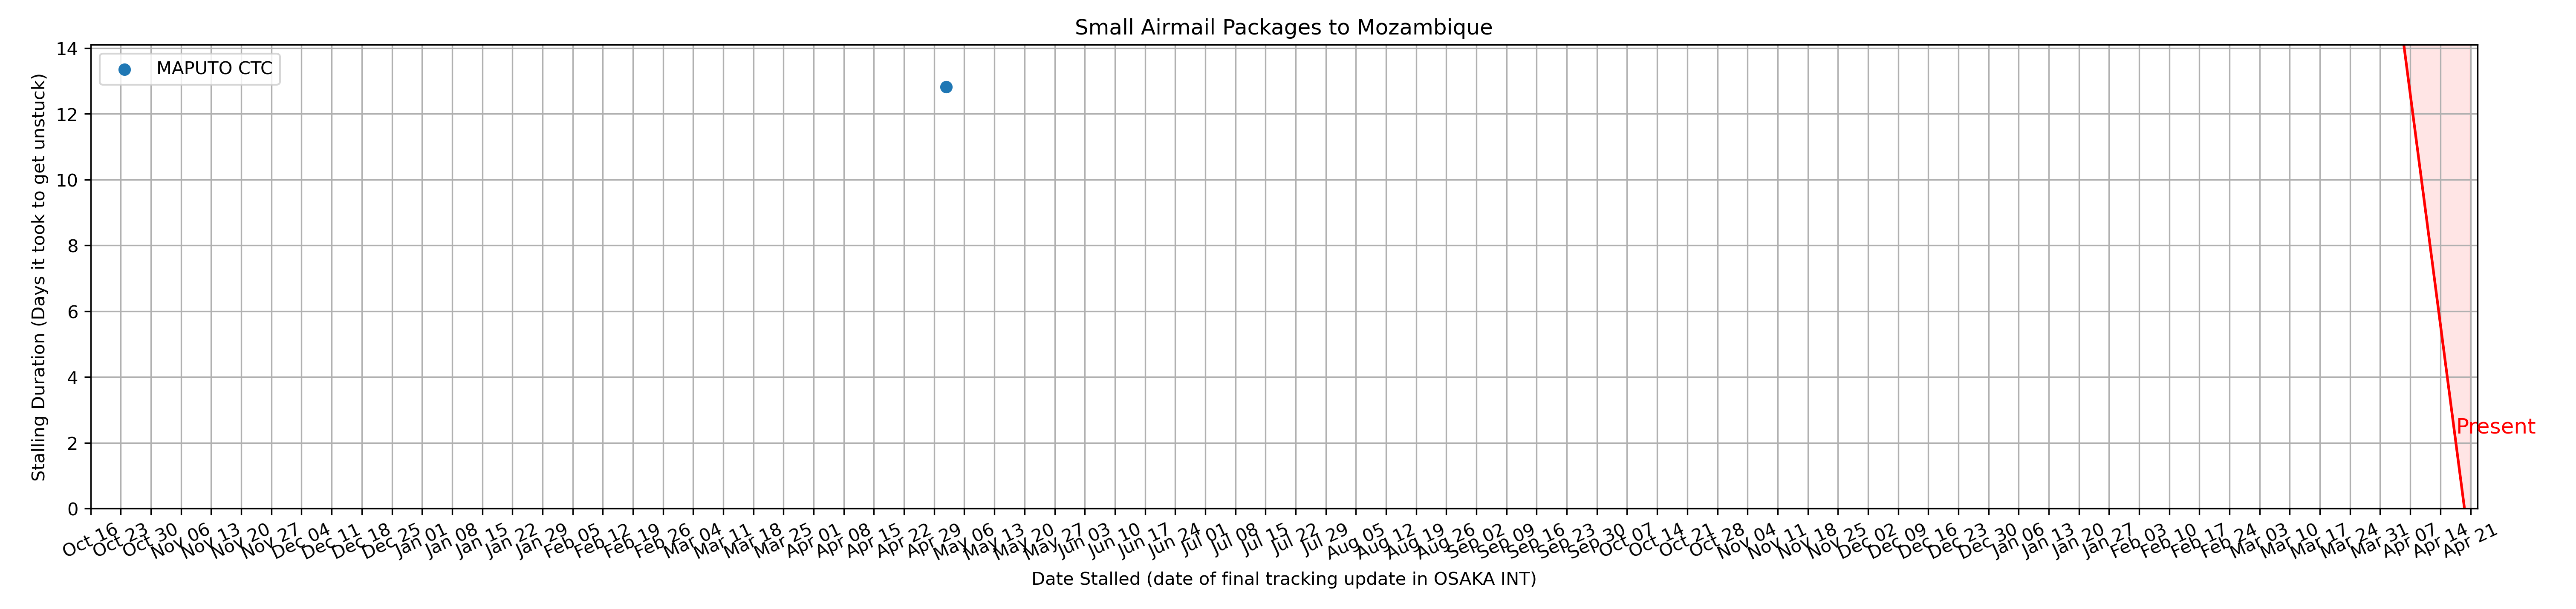 Small Airmail Packages to Mozambique
MAPUTO CTC
Stalling Duration (Days it took to get unstuck)
14
12
10
8
6
4
2
0
Present
Oct 16
Oct 23
Oct 30
Nov 06
Nov 13
Nov 20
Nov 27
Dec 04
Dec 11
Dec 18
Dec 25
Jan 01
Jan 08
Jan 15
Jan 22
Jan 29
Feb 05
Feb 12
Feb 19
Feb 26
Mar 04
Mar 11
Mar 18
Mar 25
Apr 01
Apr 08
Apr 15
Apr 22
Apr 29
May 06
May 13
May 20
May 27
Jun 03
Jun 10
Jun 17
Jun 24
Jul 01
Jul 08
Jul 15
Jul 22
Jul 29
Aug 05
Aug 12
Aug 19
Aug 26
Sep 02
Sep 09
Sep 16
Sep 23
Sep 30
Oct 07
Oct 14
Oct 21
Oct 28
Nov 04
Nov 11
Nov 18
Nov 25
Dec 02
Dec 09
Dec 16
Dec 23
Dec 30
Jan 06
Jan 13
Jan 20
Jan 27
Feb 03
Feb 10
Feb 17
Feb 24
Mar 03
Mar 10
Mar 17
Mar 24
Mar 31
Apr 07
Apr 14
Apr 21
Date Stalled (date of final tracking update in OSAKA INT)